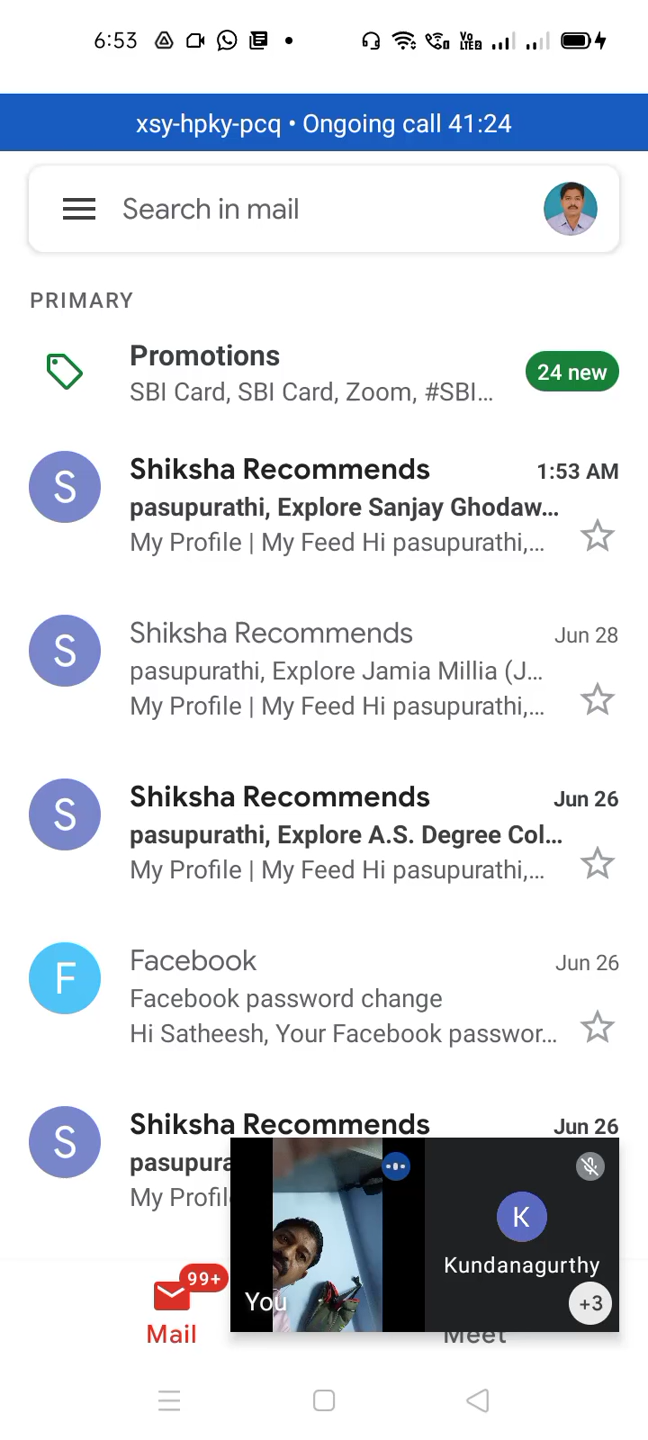 6:53
xsy-hpky-pcq • Ongoing call 41:24
Search in mail
PRIMARY
Promotions
SBI Card, SBI Card, Zoom, #SBI...
24 new
S
Shiksha Recommends
1:53 AM
pasupurathi, Explore Sanjay Ghodaw...
My Profile | My Feed Hi pasupurathi,...
S
Shiksha Recommends
Jun 28
pasupurathi, Explore Jamia Millia (J...
My Profile | My Feed Hi pasupurathi,...
S
Shiksha Recommends
Jun 26
pasupurathi, Explore A.S. Degree Col...
My Profile | My Feed Hi pasupurathi,...
F
Facebook
Jun 26
Facebook password change
Hi Satheesh, Your Facebook passwor...
S
Shiksha Recommends
Jun 26
pasupura
My Profil
You
K
Kundanagurthy
+3
99+
Mail
Meet